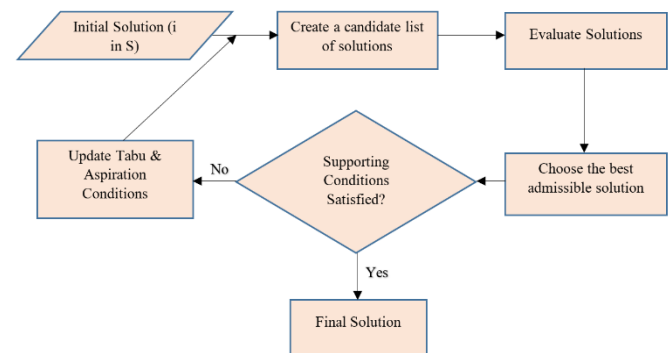 Initial Solution (i
in S)
Create a candidate list
of solutions
Evaluate Solutions
Update Tabu &
Aspiration
Conditions
No
Supporting
Conditions
Satisfied?
Choose the best
admissible solution
Yes
Final Solution